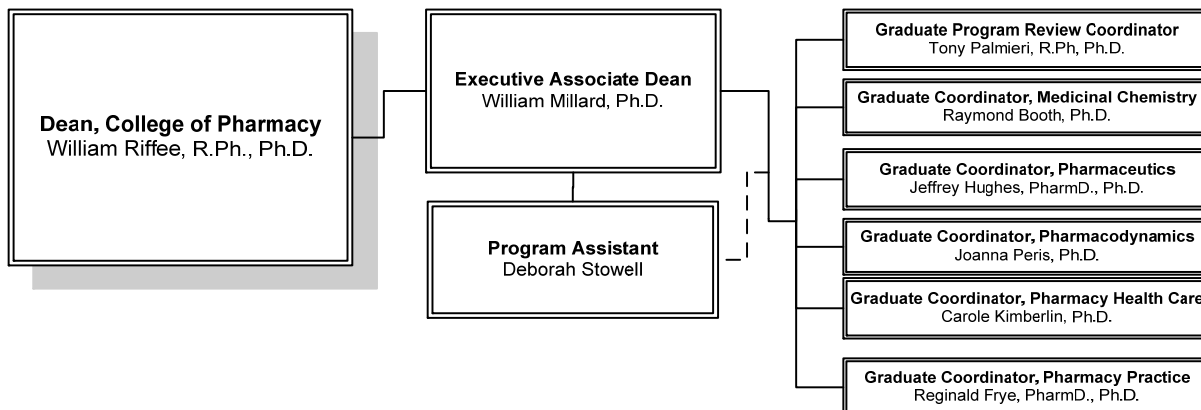 Dean, College of Pharmacy
William Riffee, R.Ph., Ph.D.
Executive Associate Dean
William Millard, Ph.D.
Program Assistant
Deborah Stowell
Graduate Program Review Coordinator
Tony Palmieri, R.Ph, Ph.D.
Graduate Coordinator, Medicinal Chemistry
Raymond Booth, Ph.D.
Graduate Coordinator, Pharmaceutics
Jeffrey Hughes, PharmD., Ph.D.
Graduate Coordinator, Pharmacodynamics
Joanna Peris, Ph.D.
Graduate Coordinator, Pharmacy Health Care
Carole Kimberlin, Ph.D.
Graduate Coordinator, Pharmacy Practice
Reginald Frye, PharmD., Ph.D.